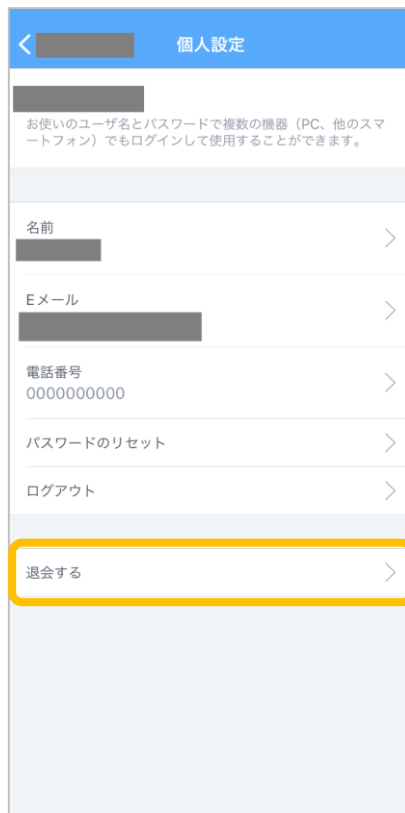 個人設定
お使いのユーザ名とパスワードで複数の機器（PC、他のスマ
ートフォン）でもログインして使用することができます。
名前
Eメール
電話番号
0000000000
パスワードのリセット
ログアウト
退会する